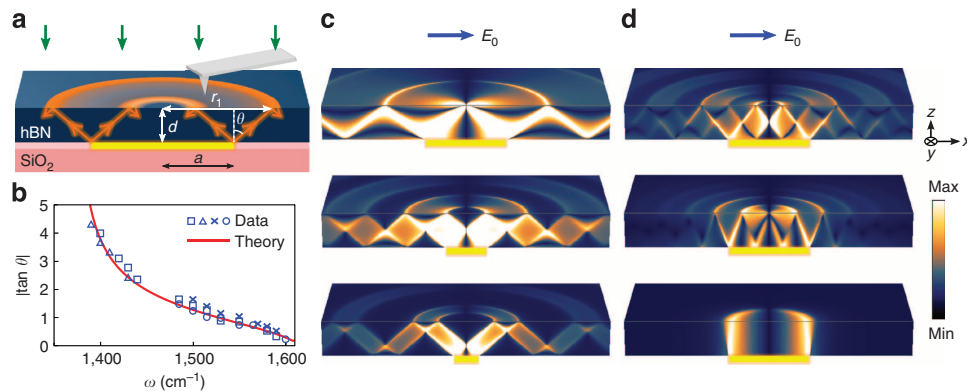 a
r₁
d
θ
hBN
a
SiO₂
b
5
4
3
2
1
0
|tan θ|
Data
Theory
1,400
1,500
1,600
ω (cm⁻¹)
c
E₀
d
E₀
z
x
y
Max
Min